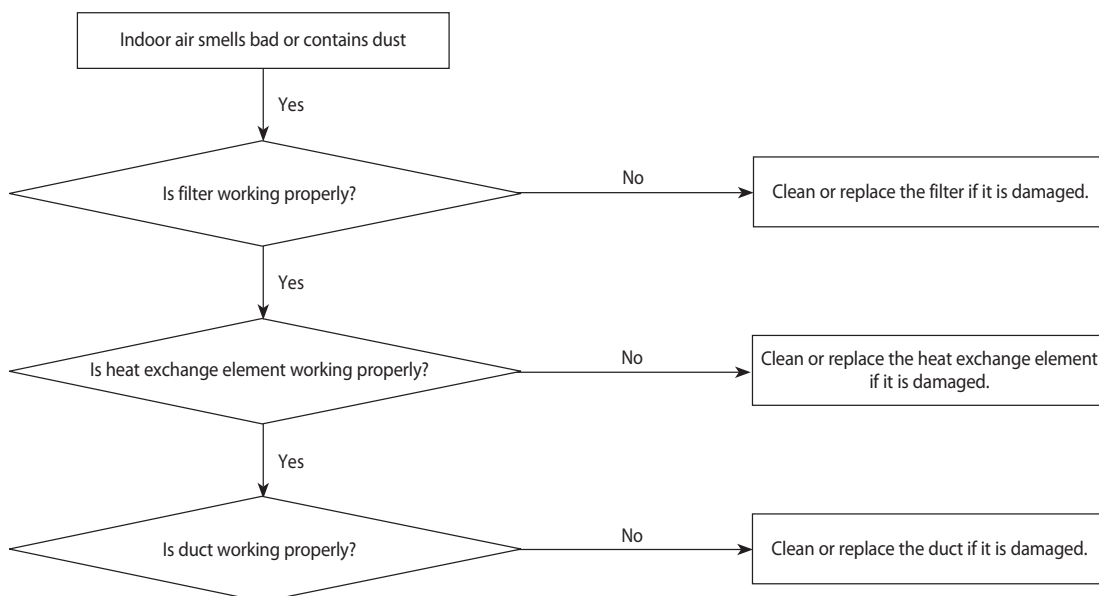 Indoor air smells bad or contains dust
Yes
Is filter working properly?
No
Clean or replace the filter if it is damaged.
Yes
Is heat exchange element working properly?
No
Clean or replace the heat exchange element
if it is damaged.
Yes
Is duct working properly?
No
Clean or replace the duct if it is damaged.